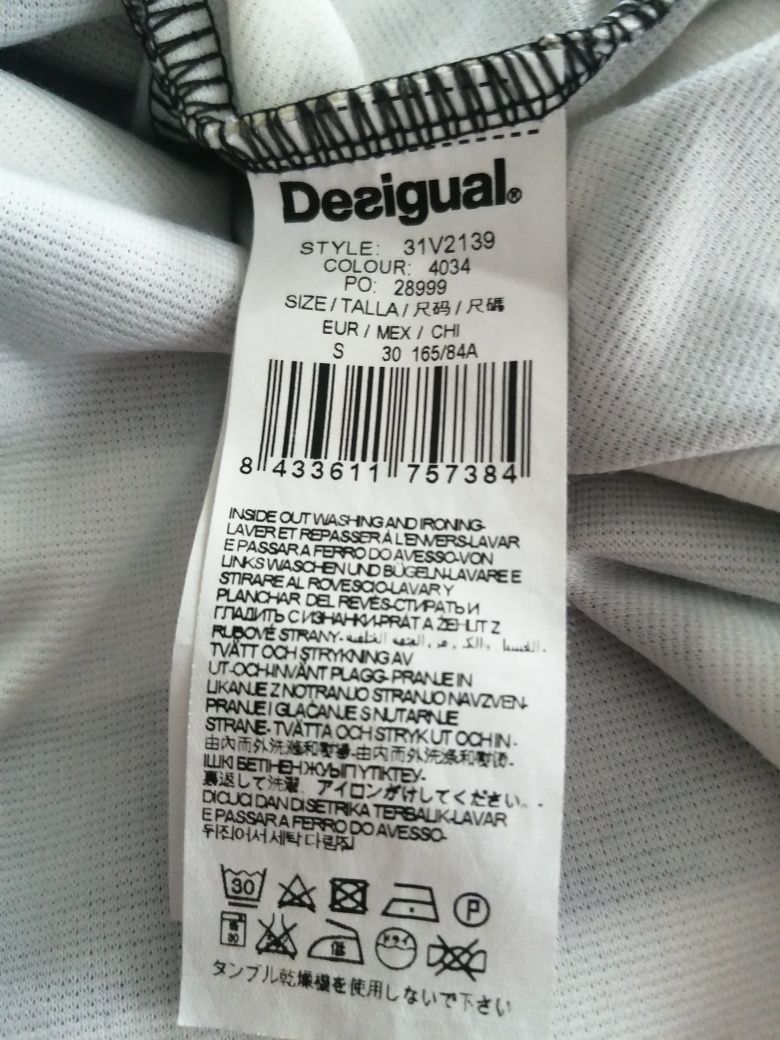 Desigual®
STYLE: 31V2139
COLOUR: 4034
PO: 28999
SIZE / TALLA / 尺码 / 尺碼
EUR / MEX / CHI
S 30 165/84A
8 433611 757384
INSIDE OUT WASHING AND IRONING-
LAVER ET REPASSER À L'ENVERS-LAVAR
E PASSAR A FERRO DO AVESSO-VON
LINKS WASCHEN UND BÜGELN-LAVARE E
STIRARE AL ROVESCIO-LAVAR Y
PLANCHAR DEL REVÉS-СТИРАТЬ И
ГЛАДИТЬ С ИЗНАНКИ-PRÁT A ŽEHLIT Z
RUBOVÉ STRANY-
TVÄTT OCH STRYKNING AV
UT-OCH-INVÄNT PLAGG- PRANJE IN
LIKANJE Z NOTRANJO STRANJO NAVZVEN-
PRANJE I GLAČANJE S NUTARNJE
STRANE- TVÄTTA OCH STRYK UT OCH IN-
由内而外洗滌和熨燙-由内而外洗涤和熨烫-
ІШКІ БЕТІНЕН ЖУЫП ҮТІКТЕУ-
裏返して洗濯、アイロンがけしてください。-
DICUCI DAN DISETRIKA TERBALIK-LAVAR
E PASSAR A FERRO DO AVESSO-
뒤집어서 세탁 다림질
30 P
30 低 ドライ
タンブル乾燥機を使用しないで下さい